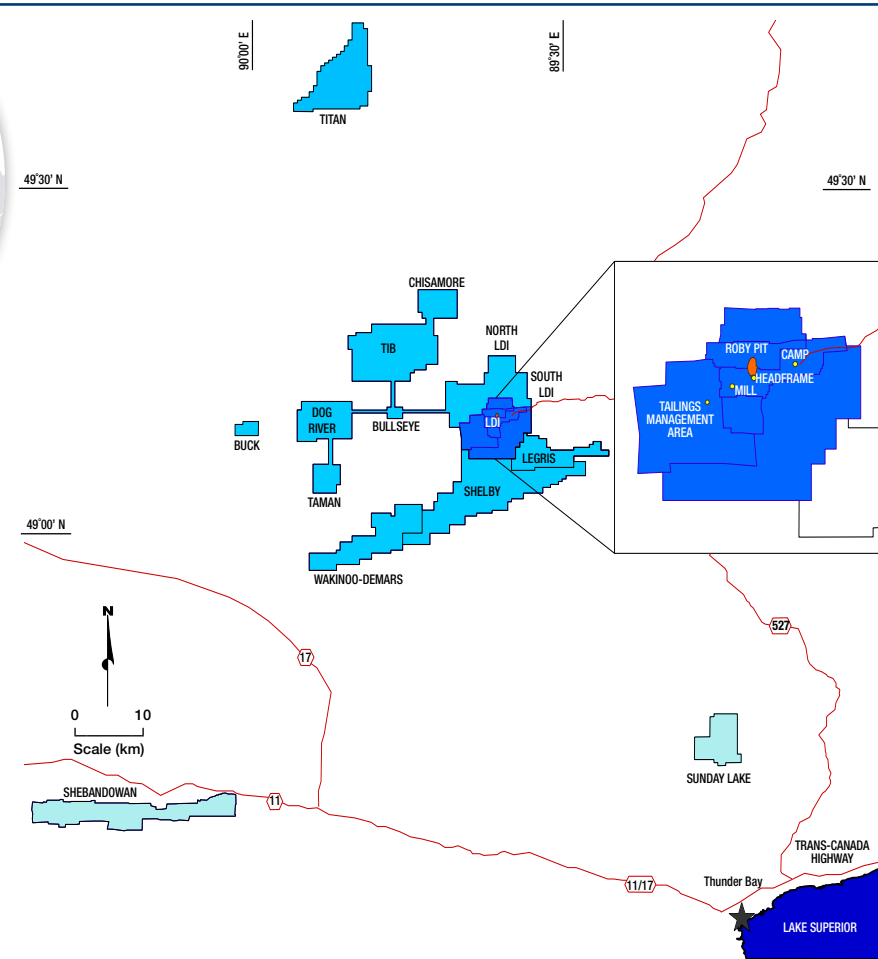 90°00' E
89°30' E
TITAN
49°30' N
49°30' N
CHISAMORE
NORTH
LDI
TIB
SOUTH
LDI
ROBY PIT
CAMP
HEADFRAME
MILL
TAILINGS
MANAGEMENT
AREA
DOG
RIVER
BULLSEYE
LDI
BUCK
LEGRIS
SHELBY
TAMAN
49°00' N
WAKINOO-DEMARS
N
527
17
0 10
Scale (km)
SUNDAY LAKE
SHEBANDOWAN
11
TRANS-CANADA
HIGHWAY
11/17
Thunder Bay
LAKE SUPERIOR